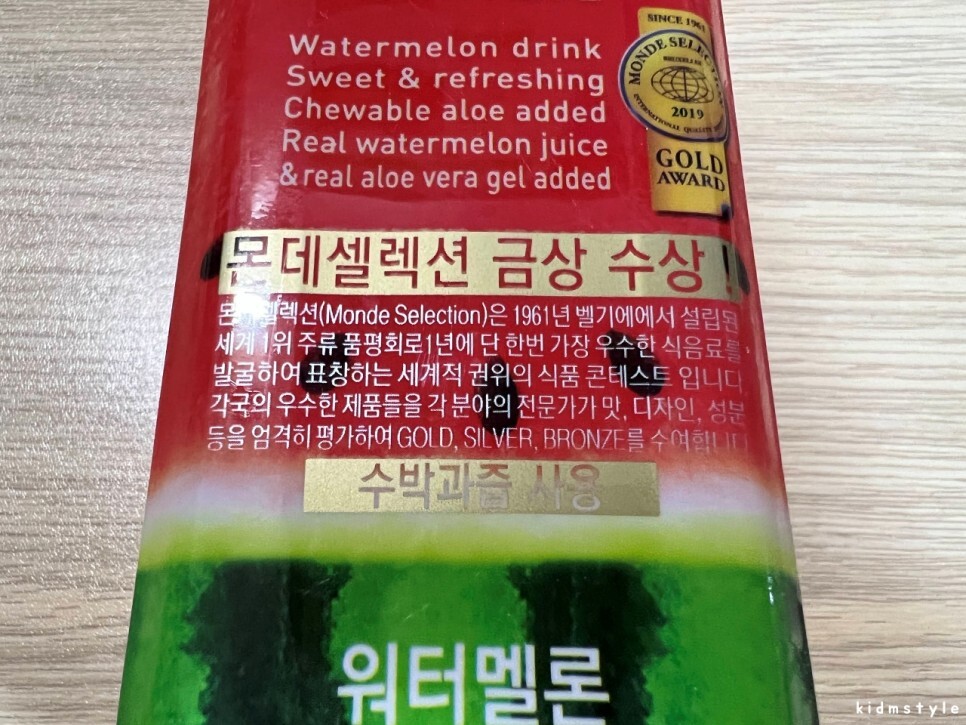 Watermelon drink
Sweet & refreshing
Chewable aloe added
Real watermelon juice
& real aloe vera gel added
SINCE 1961
MONDE SELECTION
BRUXELLES
2019
INTERNATIONAL QUALITY
GOLD
AWARD
몬데셀렉션 금상 수상 !
몬데셀렉션(Monde Selection)은 1961년 벨기에에서 설립된
세계 1위 주류 품평회로1년에 단 한번 가장 우수한 식음료를,
발굴하여 표창하는 세계적 권위의 식품 콘테스트 입니다
각국의 우수한 제품들을 각 분야의 전문가가 맛, 디자인, 성분
등을 엄격히 평가하여 GOLD, SILVER, BRONZE를 수여합니다
수박과즙 사용
워터멜론
kidmstyle